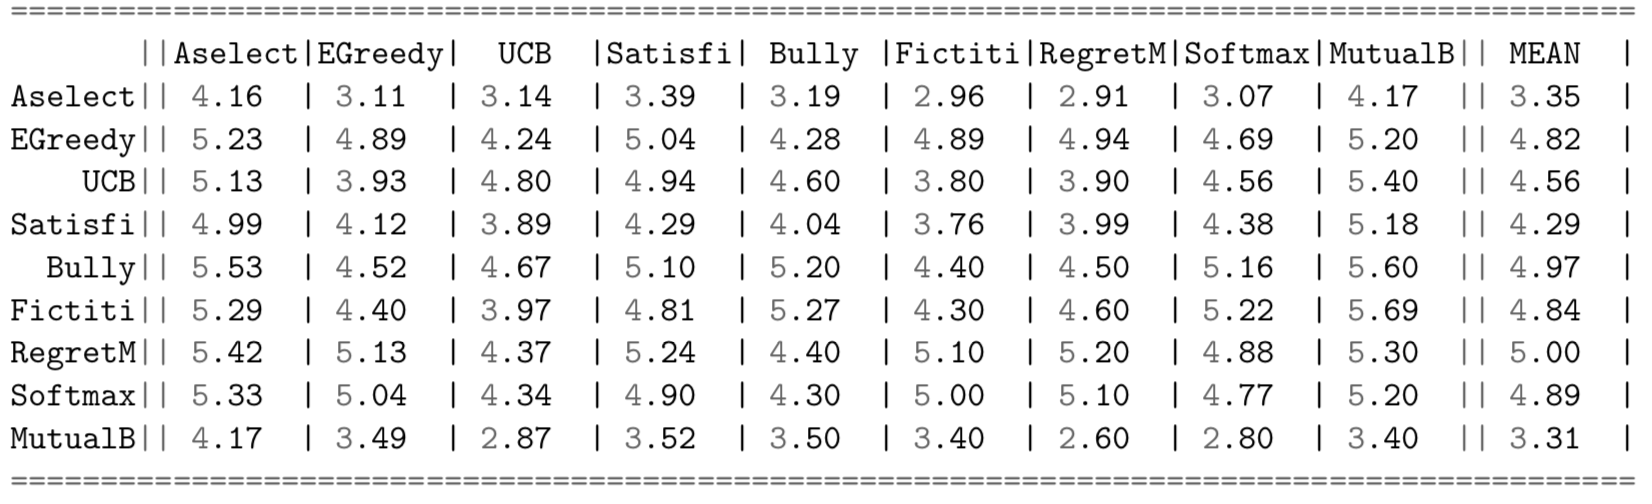 ==========================================================================================
||Aselect|EGreedy| UCB |Satisfi| Bully |Fictiti|RegretM|Softmax|MutualB|| MEAN |
Aselect|| 4.16 | 3.11 | 3.14 | 3.39 | 3.19 | 2.96 | 2.91 | 3.07 | 4.17 || 3.35 |
EGreedy|| 5.23 | 4.89 | 4.24 | 5.04 | 4.28 | 4.89 | 4.94 | 4.69 | 5.20 || 4.82 |
UCB|| 5.13 | 3.93 | 4.80 | 4.94 | 4.60 | 3.80 | 3.90 | 4.56 | 5.40 || 4.56 |
Satisfi|| 4.99 | 4.12 | 3.89 | 4.29 | 4.04 | 3.76 | 3.99 | 4.38 | 5.18 || 4.29 |
Bully|| 5.53 | 4.52 | 4.67 | 5.10 | 5.20 | 4.40 | 4.50 | 5.16 | 5.60 || 4.97 |
Fictiti|| 5.29 | 4.40 | 3.97 | 4.81 | 5.27 | 4.30 | 4.60 | 5.22 | 5.69 || 4.84 |
RegretM|| 5.42 | 5.13 | 4.37 | 5.24 | 4.40 | 5.10 | 5.20 | 4.88 | 5.30 || 5.00 |
Softmax|| 5.33 | 5.04 | 4.34 | 4.90 | 4.30 | 5.00 | 5.10 | 4.77 | 5.20 || 4.89 |
MutualB|| 4.17 | 3.49 | 2.87 | 3.52 | 3.50 | 3.40 | 2.60 | 2.80 | 3.40 || 3.31 |
==========================================================================================